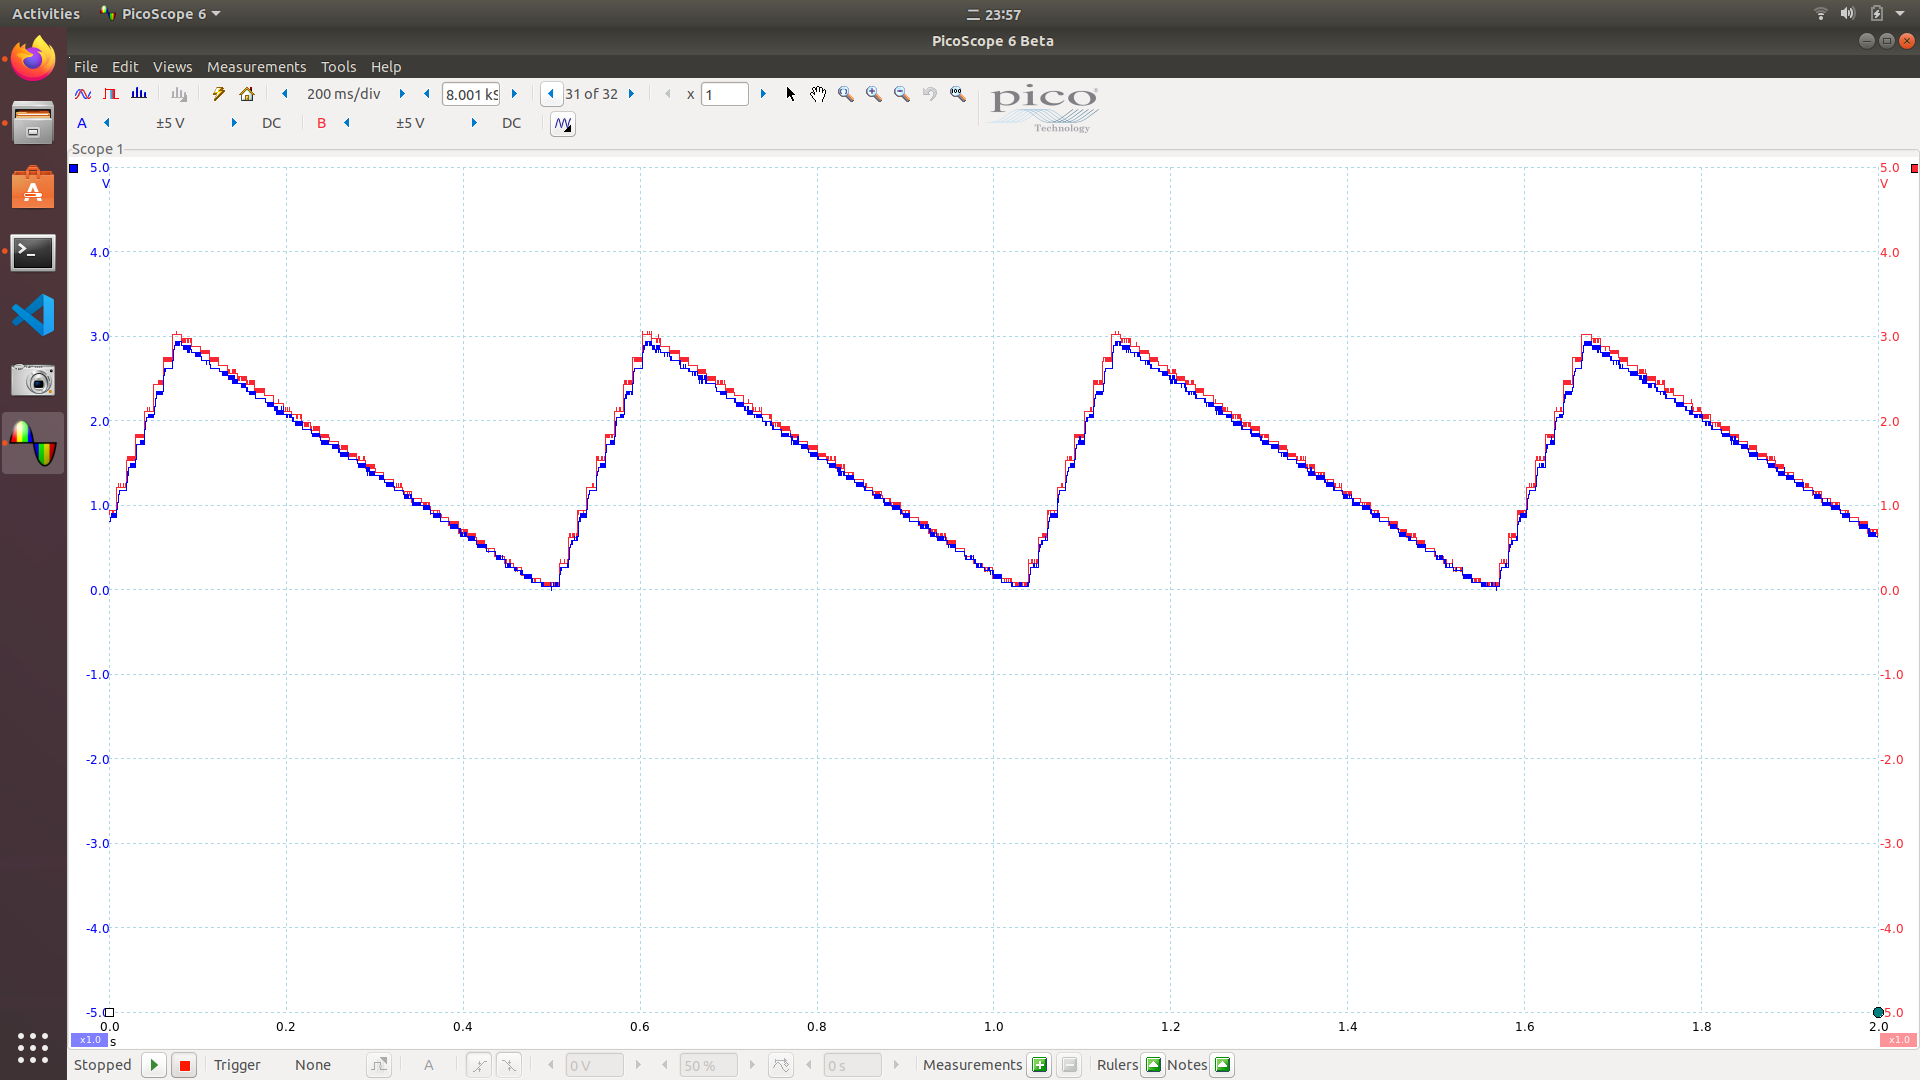 Activities PicoScope 6 二 23:57
PicoScope 6 Beta
File Edit Views Measurements Tools Help
200 ms/div 8.001 kS 31 of 32 x 1
pico
Technology
A ±5 V DC B ±5 V DC
Scope 1
5.0 5.0
V V
4.0 4.0
3.0 3.0
2.0 2.0
1.0 1.0
0.0 0.0
-1.0 -1.0
-2.0 -2.0
-3.0 -3.0
-4.0 -4.0
-5.0 5.0
0.0 0.2 0.4 0.6 0.8 1.0 1.2 1.4 1.6 1.8 2.0
x1.0 s x1.0
Stopped Trigger None A 0 V 50 % 0 s Measurements Rulers Notes